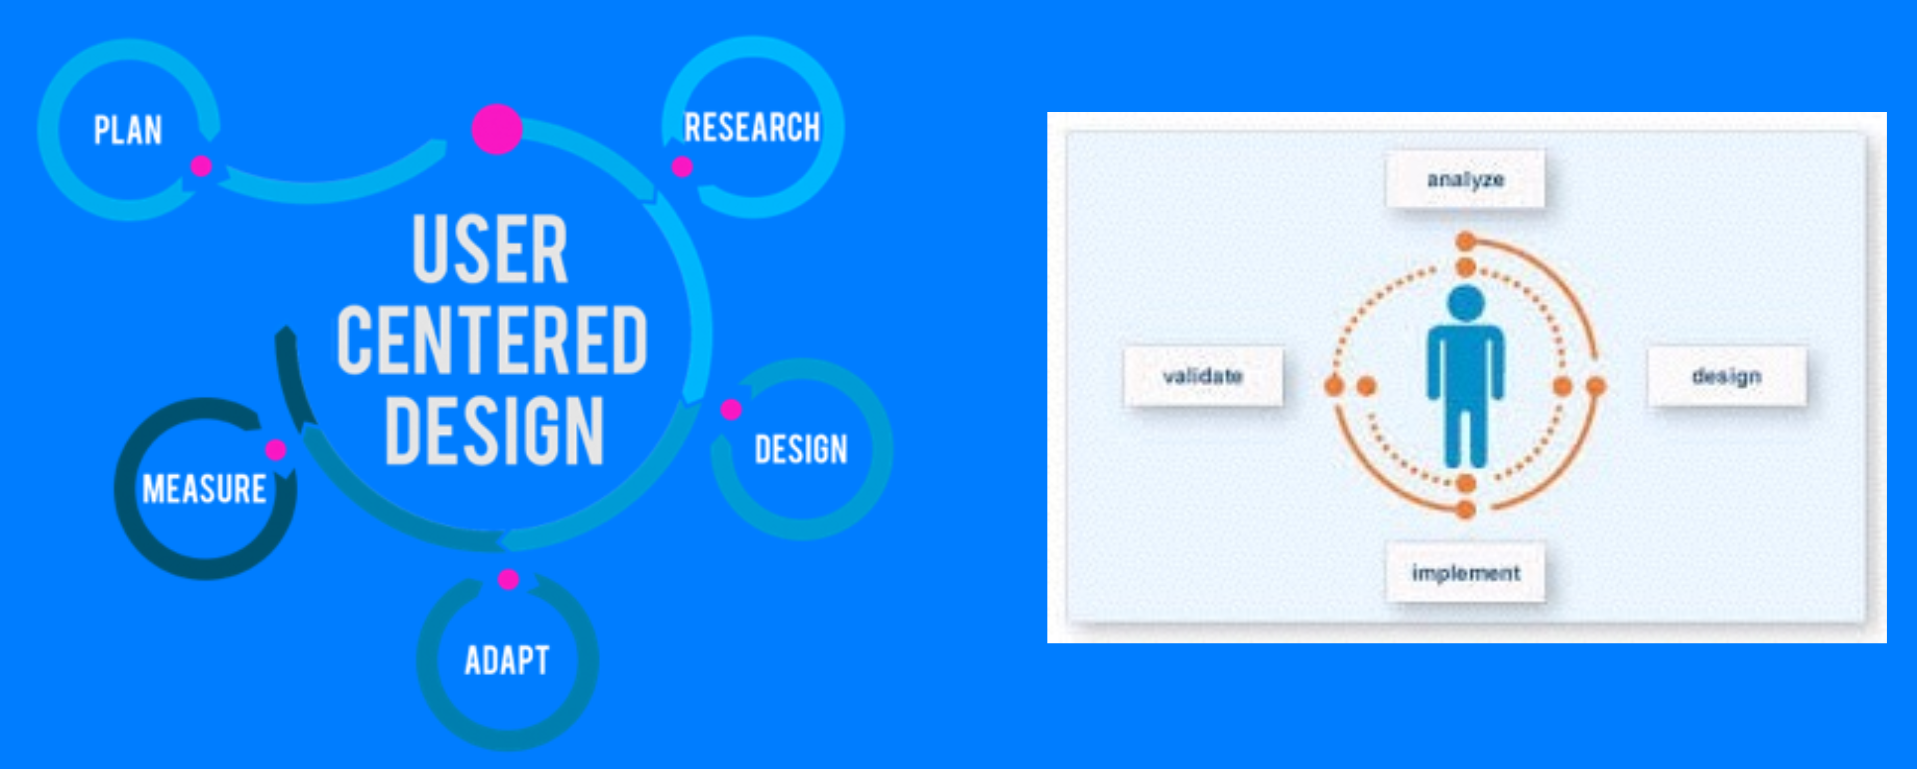 PLAN
RESEARCH
USER
CENTERED
DESIGN
DESIGN
MEASURE
ADAPT
analyze
validate
design
implement